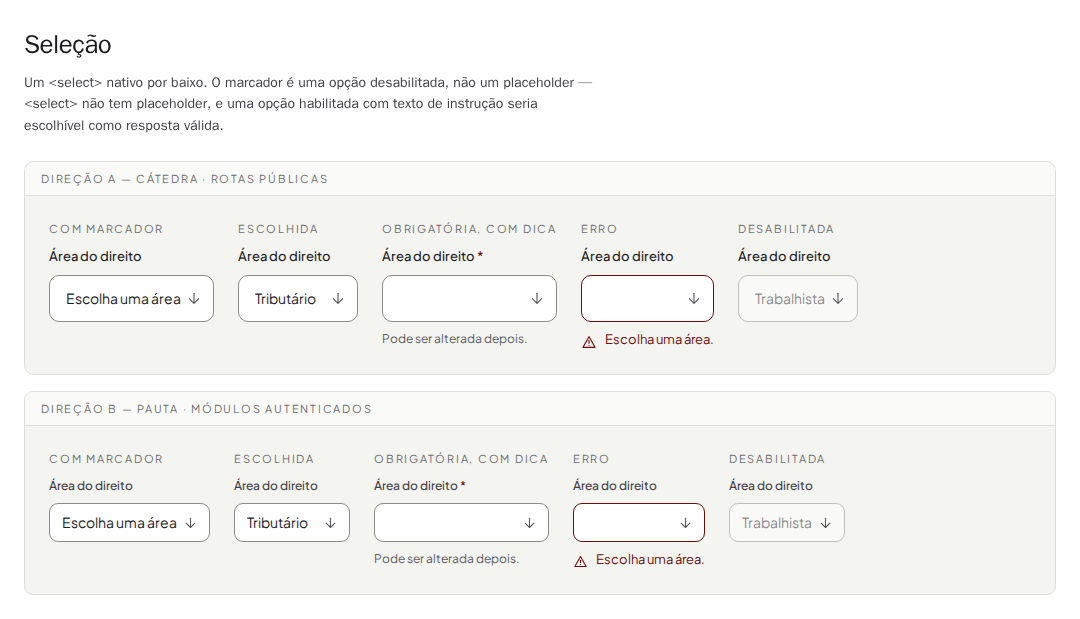 Seleção
Um <select> nativo por baixo. O marcador é uma opção desabilitada, não um placeholder —
<select> não tem placeholder, e uma opção habilitada com texto de instrução seria
escolhível como resposta válida.
DIREÇÃO A — CÁTEDRA · ROTAS PÚBLICAS
COM MARCADOR
Área do direito
Escolha uma área
ESCOLHIDA
Área do direito
Tributário
OBRIGATÓRIA, COM DICA
Área do direito *
Pode ser alterada depois.
ERRO
Área do direito
Escolha uma área.
DESABILITADA
Área do direito
Trabalhista
DIREÇÃO B — PAUTA · MÓDULOS AUTENTICADOS
COM MARCADOR
Área do direito
Escolha uma área
ESCOLHIDA
Área do direito
Tributário
OBRIGATÓRIA, COM DICA
Área do direito *
Pode ser alterada depois.
ERRO
Área do direito
Escolha uma área.
DESABILITADA
Área do direito
Trabalhista